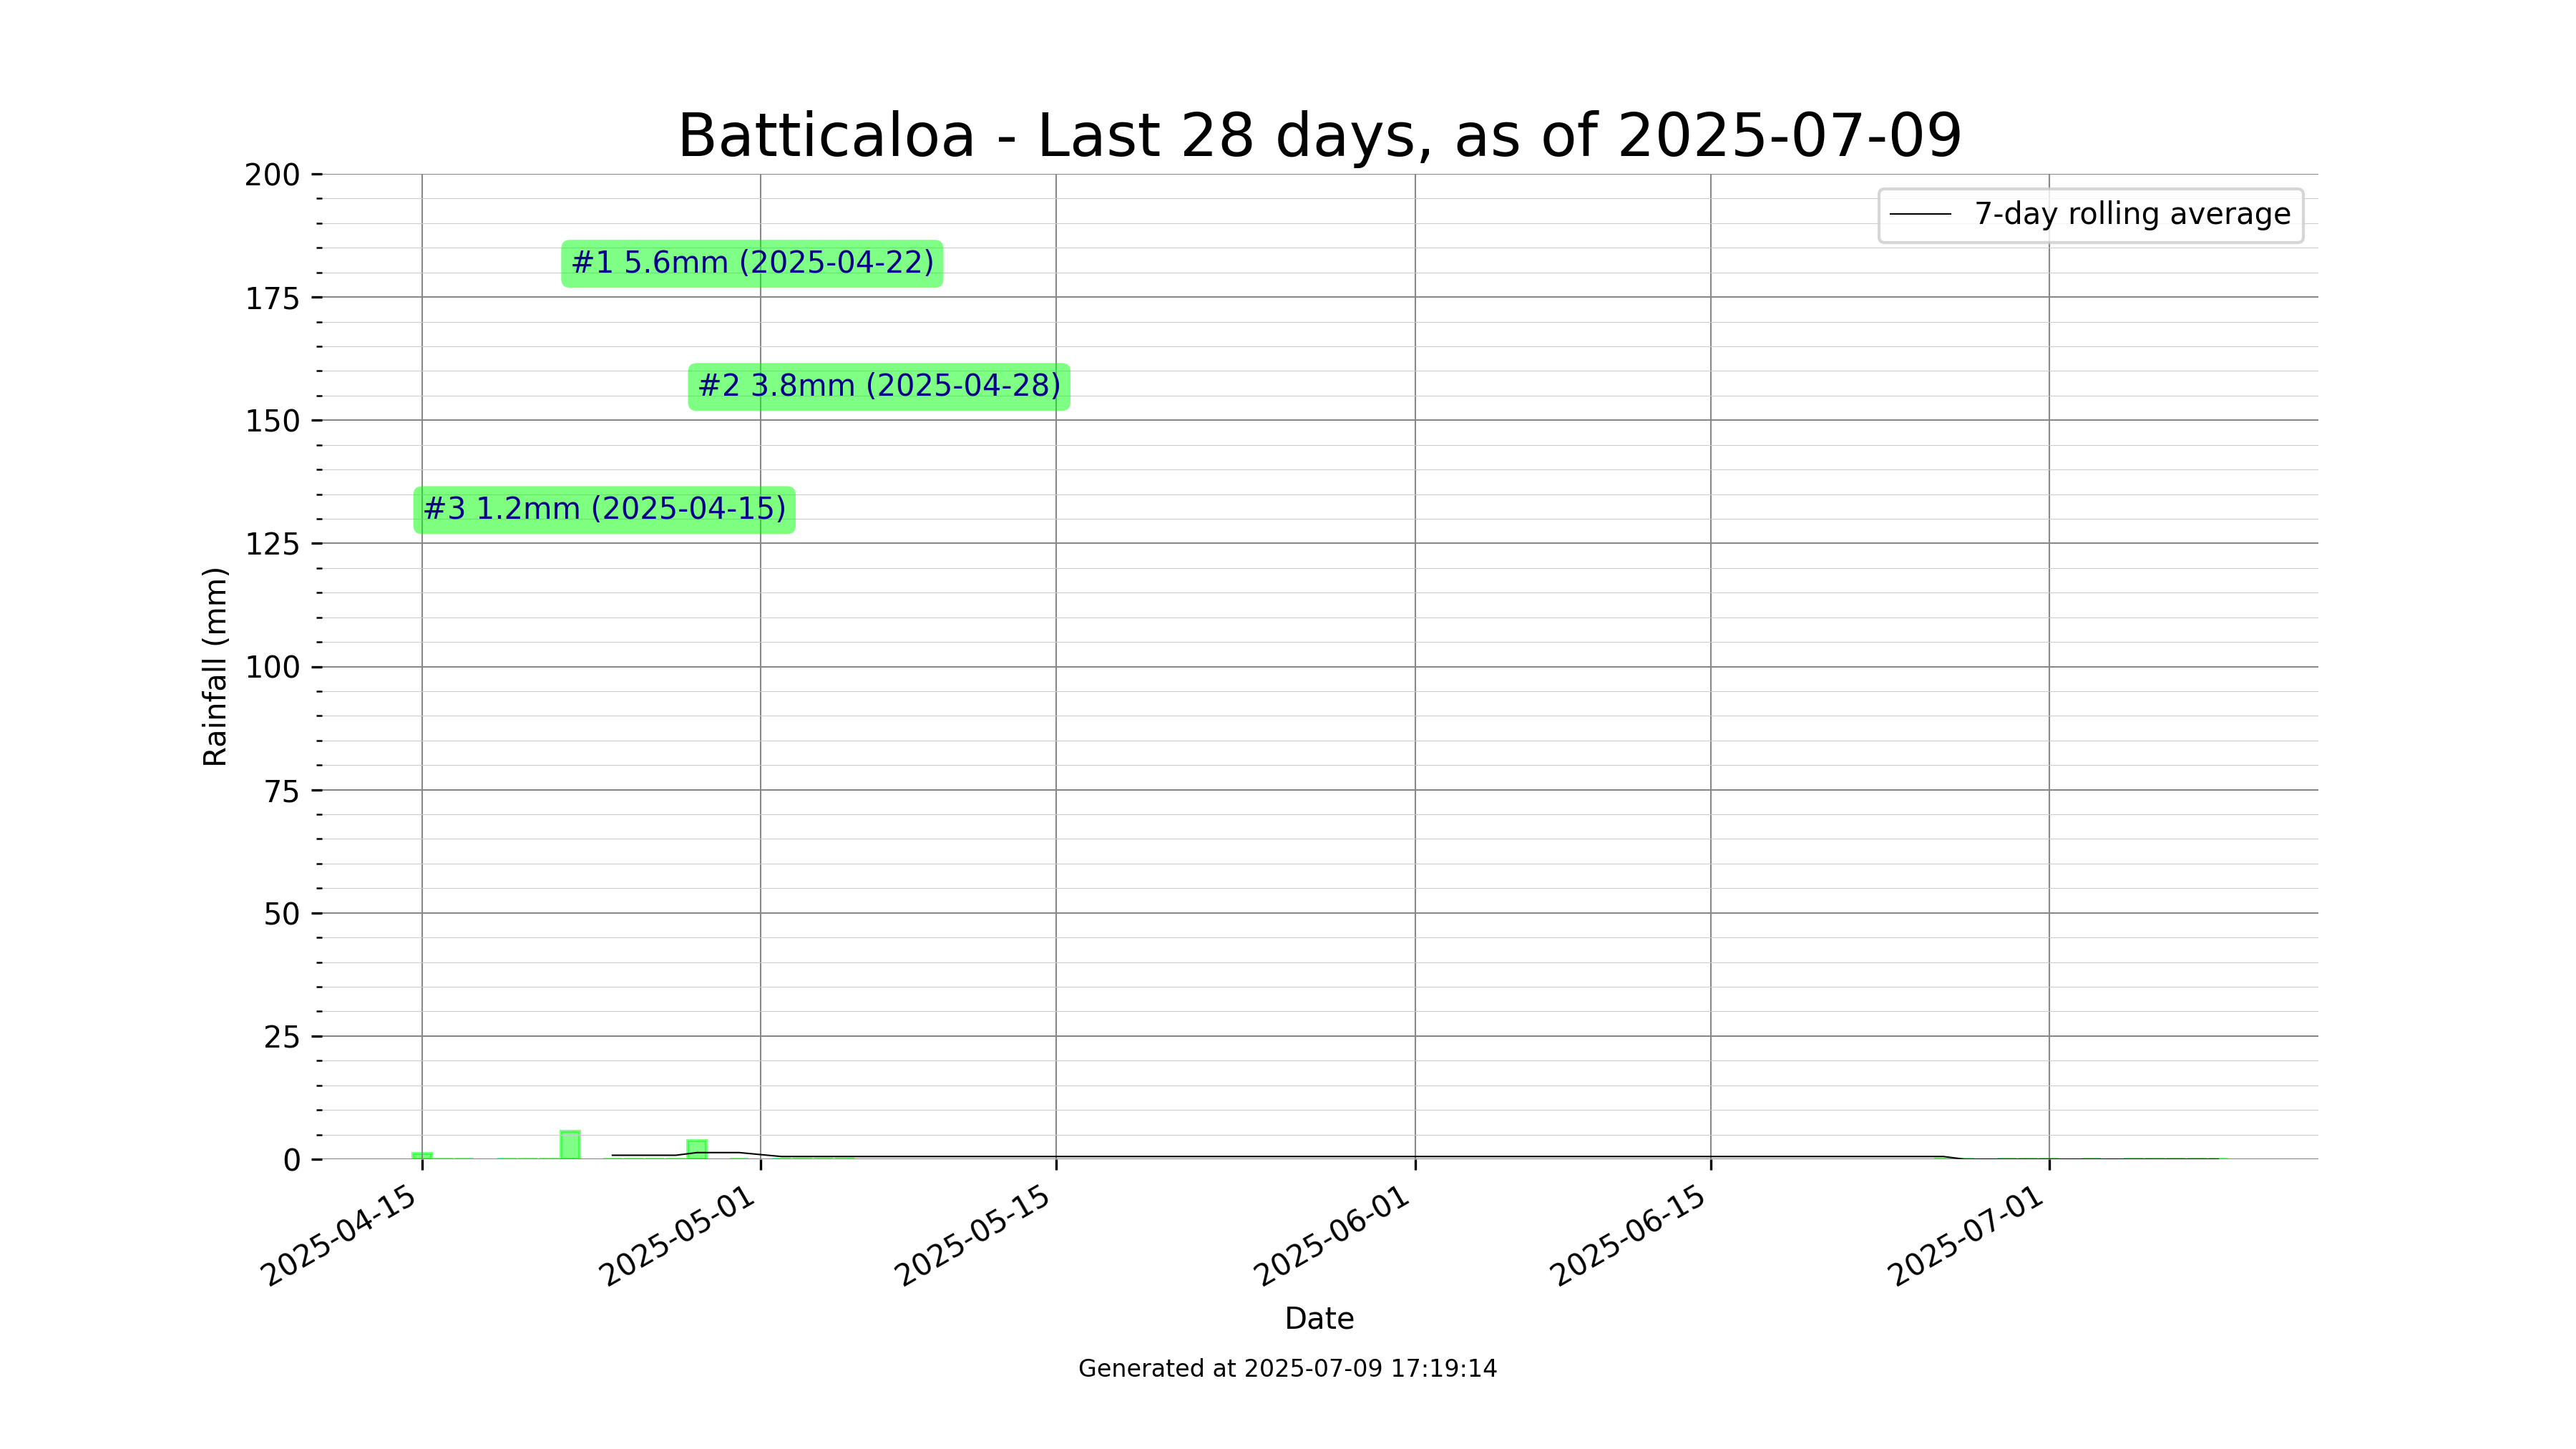 Batticaloa - Last 28 days, as of 2025-07-09
200
175
150
125
100
75
50
25
0
Rainfall (mm)
7-day rolling average
#1 5.6mm (2025-04-22)
#2 3.8mm (2025-04-28)
#3 1.2mm (2025-04-15)
2025-04-15
2025-05-01
2025-05-15
2025-06-01
2025-06-15
2025-07-01
Date
Generated at 2025-07-09 17:19:14